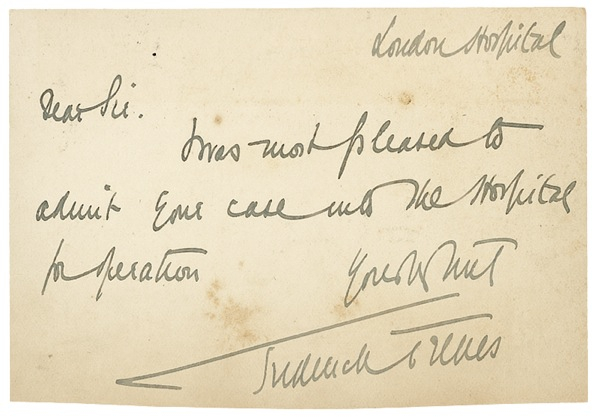 London Hospital
Dear Sir.
I was most pleased to
admit your case into the Hospital
for operation
Yours
Frederick Treves